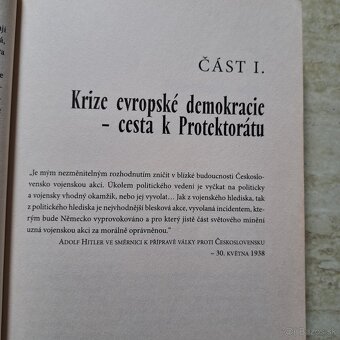 ČÁST I.
Krize evropské demokracie
– cesta k Protektorátu
„Je mým nezměnitelným rozhodnutím zničit v blízké budoucnosti Českoslo-
vensko vojenskou akcí. Úkolem politického vedení je vyčkat na politicky
a vojensky vhodný okamžik, nebo jej vyvolat… Jak z vojenského hlediska, tak
z politického hlediska je nejvhodnější blesková akce, vyvolaná incidentem, kte-
rým bude Německo vyprovokováno a pro který jistě část světového mínění
uzná vojenskou akci za morálně oprávněnou.“
Adolf Hitler ve směrnici k přípravě války proti Československu
– 30. května 1938
bazos.sk